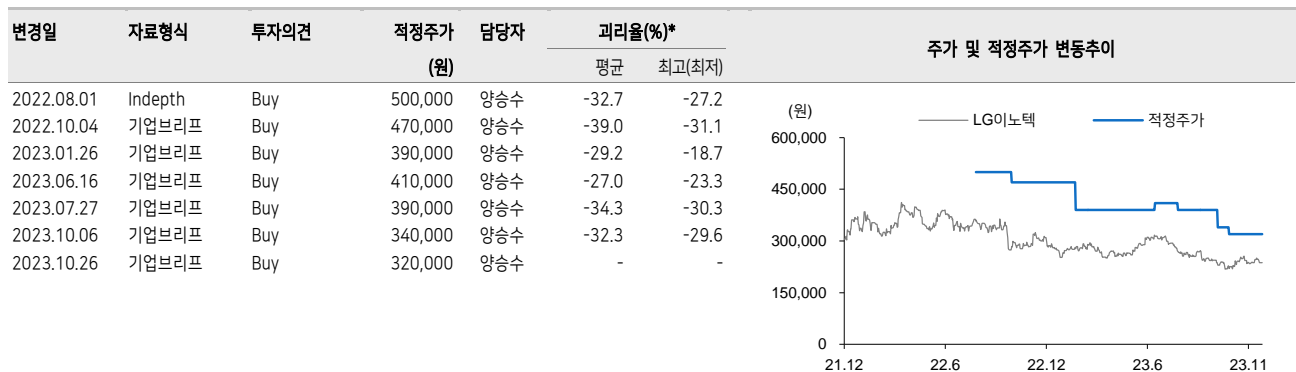 변경일 자료형식 투자의견 적정주가 담당자 괴리율(%)* 주가 및 적정주가 변동추이
(원) 평균 최고(최저)
2022.08.01 Indepth Buy 500,000 양승수 -32.7 -27.2
2022.10.04 기업브리프 Buy 470,000 양승수 -39.0 -31.1
2023.01.26 기업브리프 Buy 390,000 양승수 -29.2 -18.7
2023.06.16 기업브리프 Buy 410,000 양승수 -27.0 -23.3
2023.07.27 기업브리프 Buy 390,000 양승수 -34.3 -30.3
2023.10.06 기업브리프 Buy 340,000 양승수 -32.3 -29.6
2023.10.26 기업브리프 Buy 320,000 양승수 - -
(원)
LG이노텍 적정주가
600,000
450,000
300,000
150,000
0
21.12 22.6 22.12 23.6 23.11